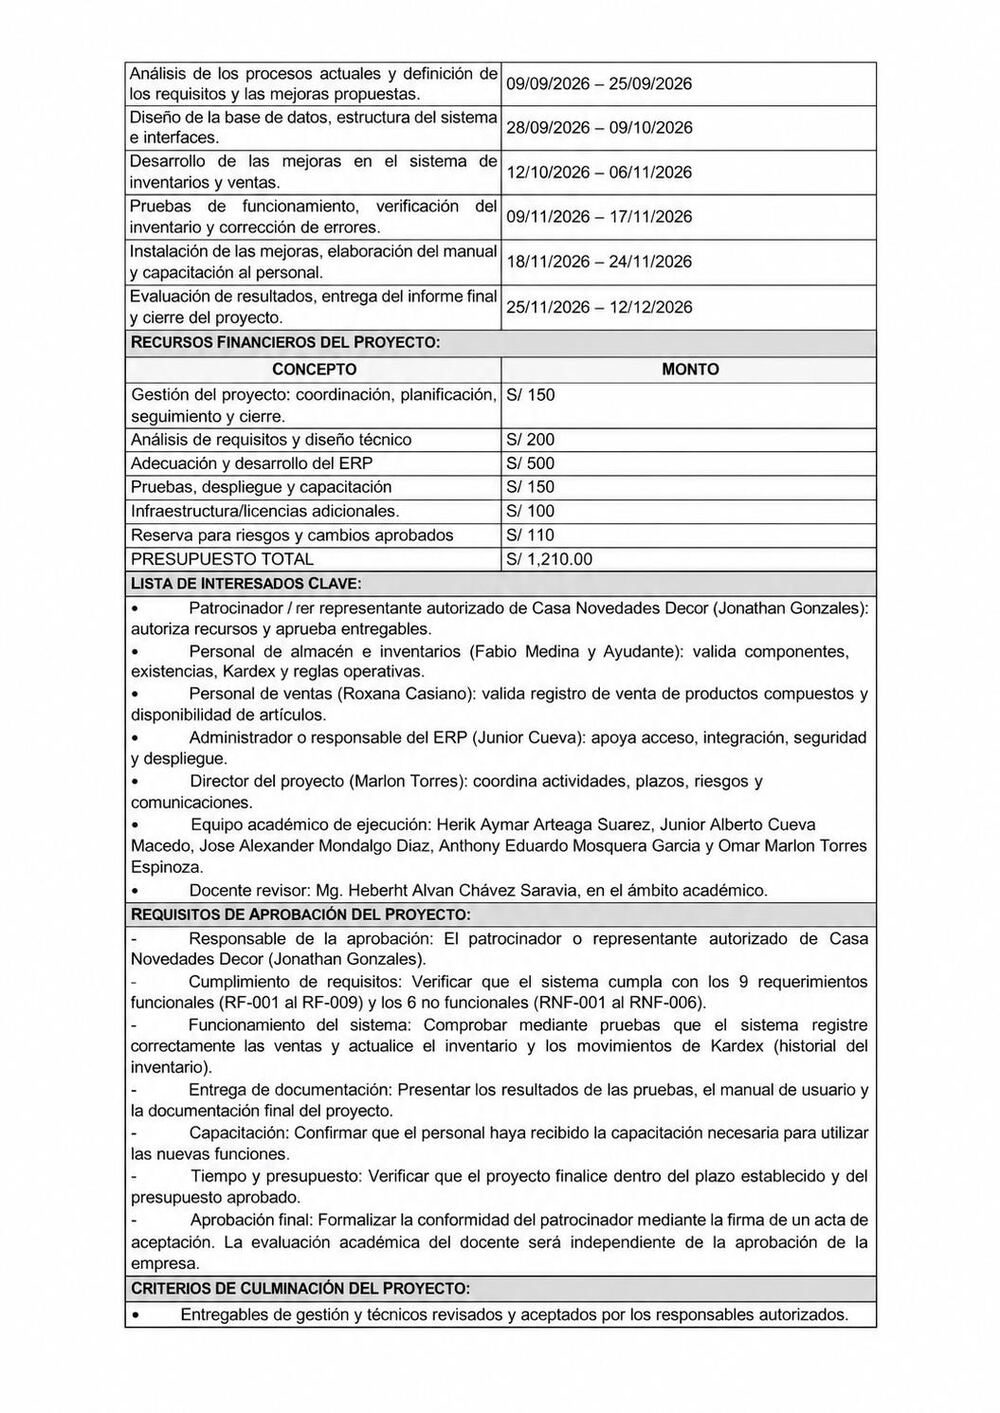 Análisis de los procesos actuales y definición de
los requisitos y las mejoras propuestas.
09/09/2026 – 25/09/2026
Diseño de la base de datos, estructura del sistema
e interfaces.
28/09/2026 – 09/10/2026
Desarrollo de las mejoras en el sistema de
inventarios y ventas.
12/10/2026 – 06/11/2026
Pruebas de funcionamiento, verificación del
inventario y corrección de errores.
09/11/2026 – 17/11/2026
Instalación de las mejoras, elaboración del manual
y capacitación al personal.
18/11/2026 – 24/11/2026
Evaluación de resultados, entrega del informe final
y cierre del proyecto.
25/11/2026 – 12/12/2026
RECURSOS FINANCIEROS DEL PROYECTO:
CONCEPTO MONTO
Gestión del proyecto: coordinación, planificación,
seguimiento y cierre.
S/ 150
Análisis de requisitos y diseño técnico S/ 200
Adecuación y desarrollo del ERP S/ 500
Pruebas, despliegue y capacitación S/ 150
Infraestructura/licencias adicionales. S/ 100
Reserva para riesgos y cambios aprobados S/ 110
PRESUPUESTO TOTAL S/ 1,210.00
LISTA DE INTERESADOS CLAVE:
• Patrocinador / rer representante autorizado de Casa Novedades Decor (Jonathan Gonzales):
autoriza recursos y aprueba entregables.
• Personal de almacén e inventarios (Fabio Medina y Ayudante): valida componentes,
existencias, Kardex y reglas operativas.
• Personal de ventas (Roxana Casiano): valida registro de venta de productos compuestos y
disponibilidad de artículos.
• Administrador o responsable del ERP (Junior Cueva): apoya acceso, integración, seguridad
y despliegue.
• Director del proyecto (Marlon Torres): coordina actividades, plazos, riesgos y
comunicaciones.
• Equipo académico de ejecución: Herik Aymar Arteaga Suarez, Junior Alberto Cueva
Macedo, Jose Alexander Mondalgo Diaz, Anthony Eduardo Mosquera Garcia y Omar Marlon Torres
Espinoza.
• Docente revisor: Mg. Heberht Alvan Chávez Saravia, en el ámbito académico.
REQUISITOS DE APROBACIÓN DEL PROYECTO:
- Responsable de la aprobación: El patrocinador o representante autorizado de Casa
Novedades Decor (Jonathan Gonzales).
- Cumplimiento de requisitos: Verificar que el sistema cumpla con los 9 requerimientos
funcionales (RF-001 al RF-009) y los 6 no funcionales (RNF-001 al RNF-006).
- Funcionamiento del sistema: Comprobar mediante pruebas que el sistema registre
correctamente las ventas y actualice el inventario y los movimientos de Kardex (historial del
inventario).
- Entrega de documentación: Presentar los resultados de las pruebas, el manual de usuario y
la documentación final del proyecto.
- Capacitación: Confirmar que el personal haya recibido la capacitación necesaria para utilizar
las nuevas funciones.
- Tiempo y presupuesto: Verificar que el proyecto finalice dentro del plazo establecido y del
presupuesto aprobado.
- Aprobación final: Formalizar la conformidad del patrocinador mediante la firma de un acta de
aceptación. La evaluación académica del docente será independiente de la aprobación de la
empresa.
CRITERIOS DE CULMINACIÓN DEL PROYECTO:
• Entregables de gestión y técnicos revisados y aceptados por los responsables autorizados.